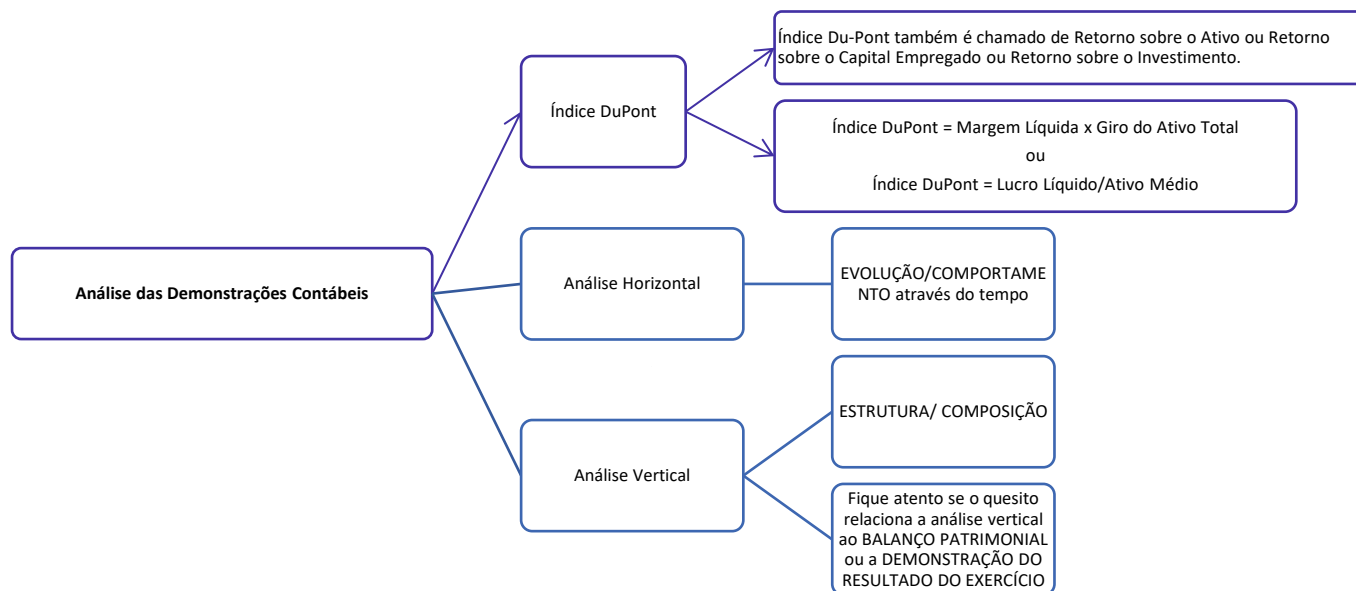 Análise das Demonstrações Contábeis
Índice DuPont
Índice Du-Pont também é chamado de Retorno sobre o Ativo ou Retorno
sobre o Capital Empregado ou Retorno sobre o Investimento.
Índice DuPont = Margem Líquida x Giro do Ativo Total
ou
Índice DuPont = Lucro Líquido/Ativo Médio
Análise Horizontal
EVOLUÇÃO/COMPORTAME
NTO através do tempo
Análise Vertical
ESTRUTURA/ COMPOSIÇÃO
Fique atento se o quesito
relaciona a análise vertical
ao BALANÇO PATRIMONIAL
ou a DEMONSTRAÇÃO DO
RESULTADO DO EXERCÍCIO